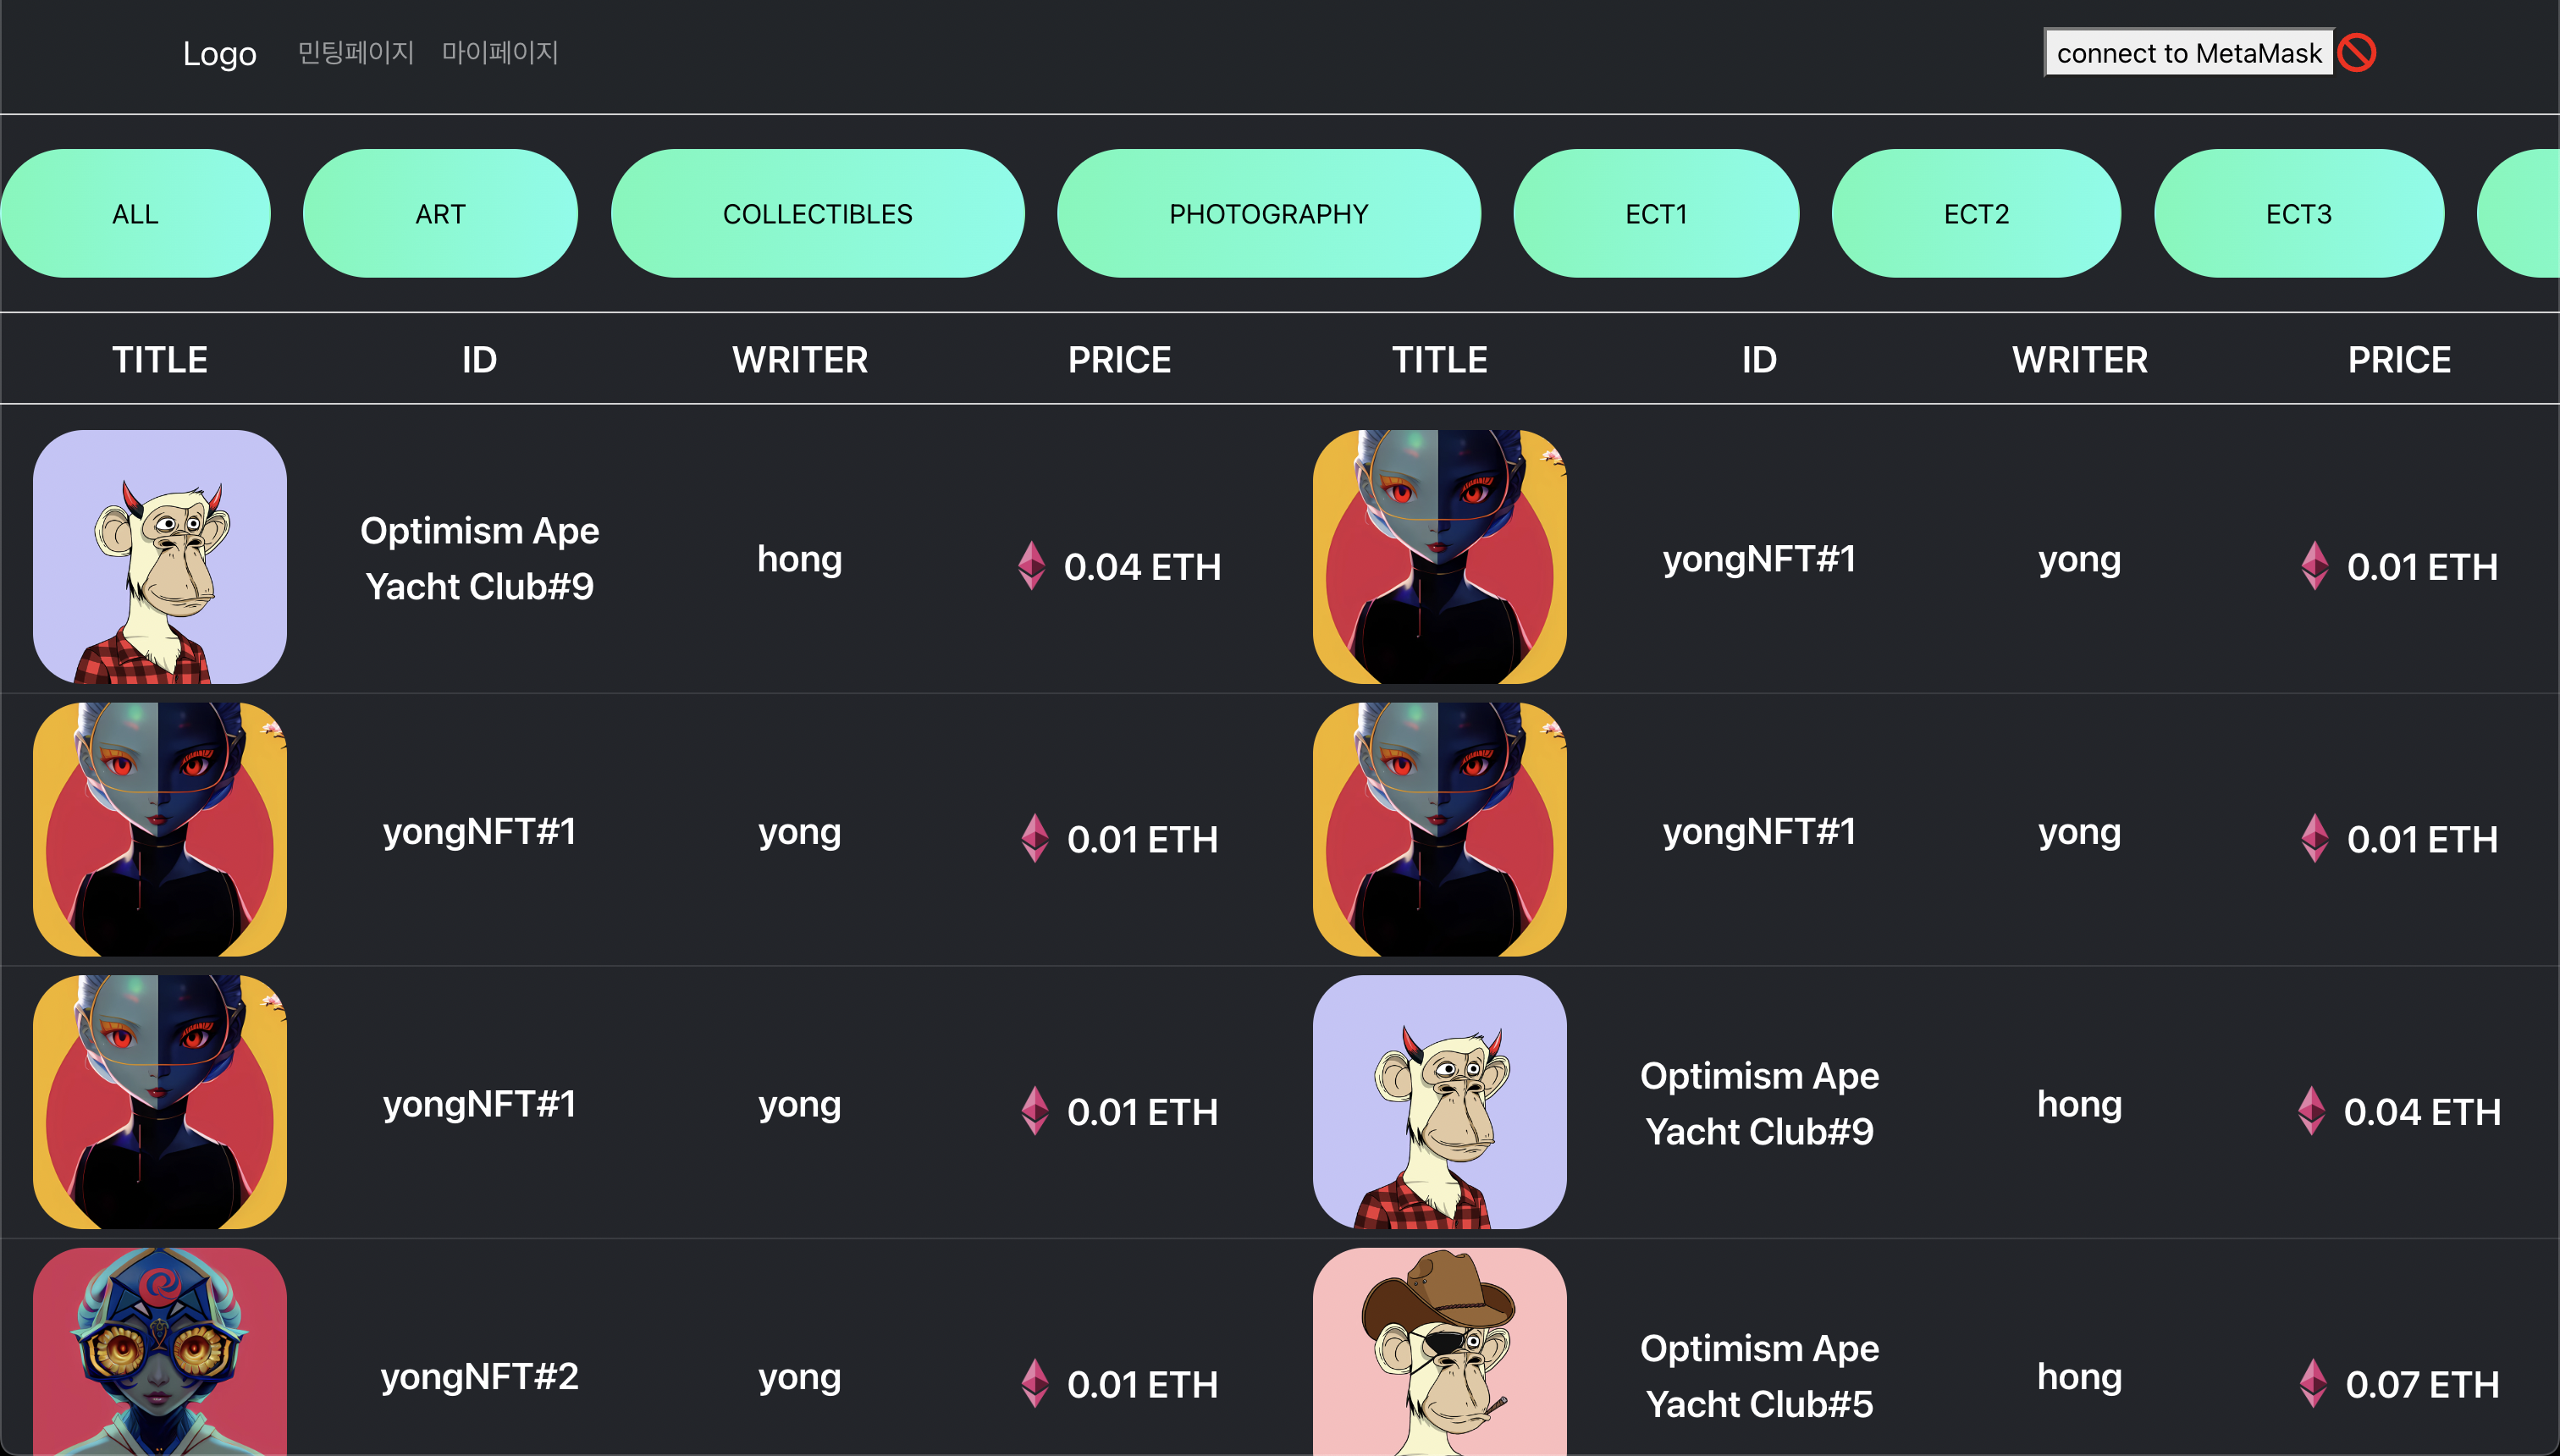 Logo 민팅페이지 마이페이지 connect to MetaMask
ALL ART COLLECTIBLES PHOTOGRAPHY ECT1 ECT2 ECT3
TITLE ID WRITER PRICE TITLE ID WRITER PRICE
Optimism Ape
Yacht Club#9
hong
0.04 ETH
yongNFT#1
yong
0.01 ETH
yongNFT#1
yong
0.01 ETH
yongNFT#1
yong
0.01 ETH
yongNFT#1
yong
0.01 ETH
Optimism Ape
Yacht Club#9
hong
0.04 ETH
yongNFT#2
yong
0.01 ETH
Optimism Ape
Yacht Club#5
hong
0.07 ETH